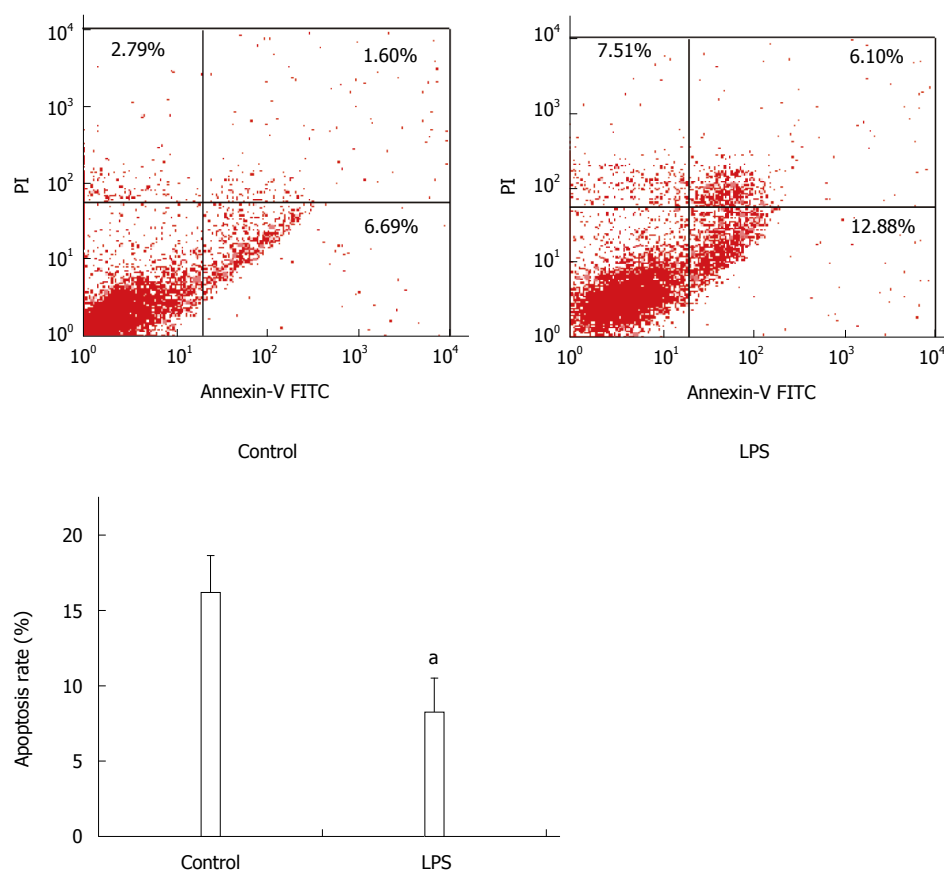 10⁴
2.79%
1.60%
10³
PI
10²
6.69%
10¹
10⁰
10⁰ 10¹ 10² 10³ 10⁴
Annexin-V FITC
Control
10⁴
7.51%
6.10%
10³
PI
10²
12.88%
10¹
10⁰
10⁰ 10¹ 10² 10³ 10⁴
Annexin-V FITC
LPS
Apoptosis rate (%)
20
15
10
5
0
a
Control LPS